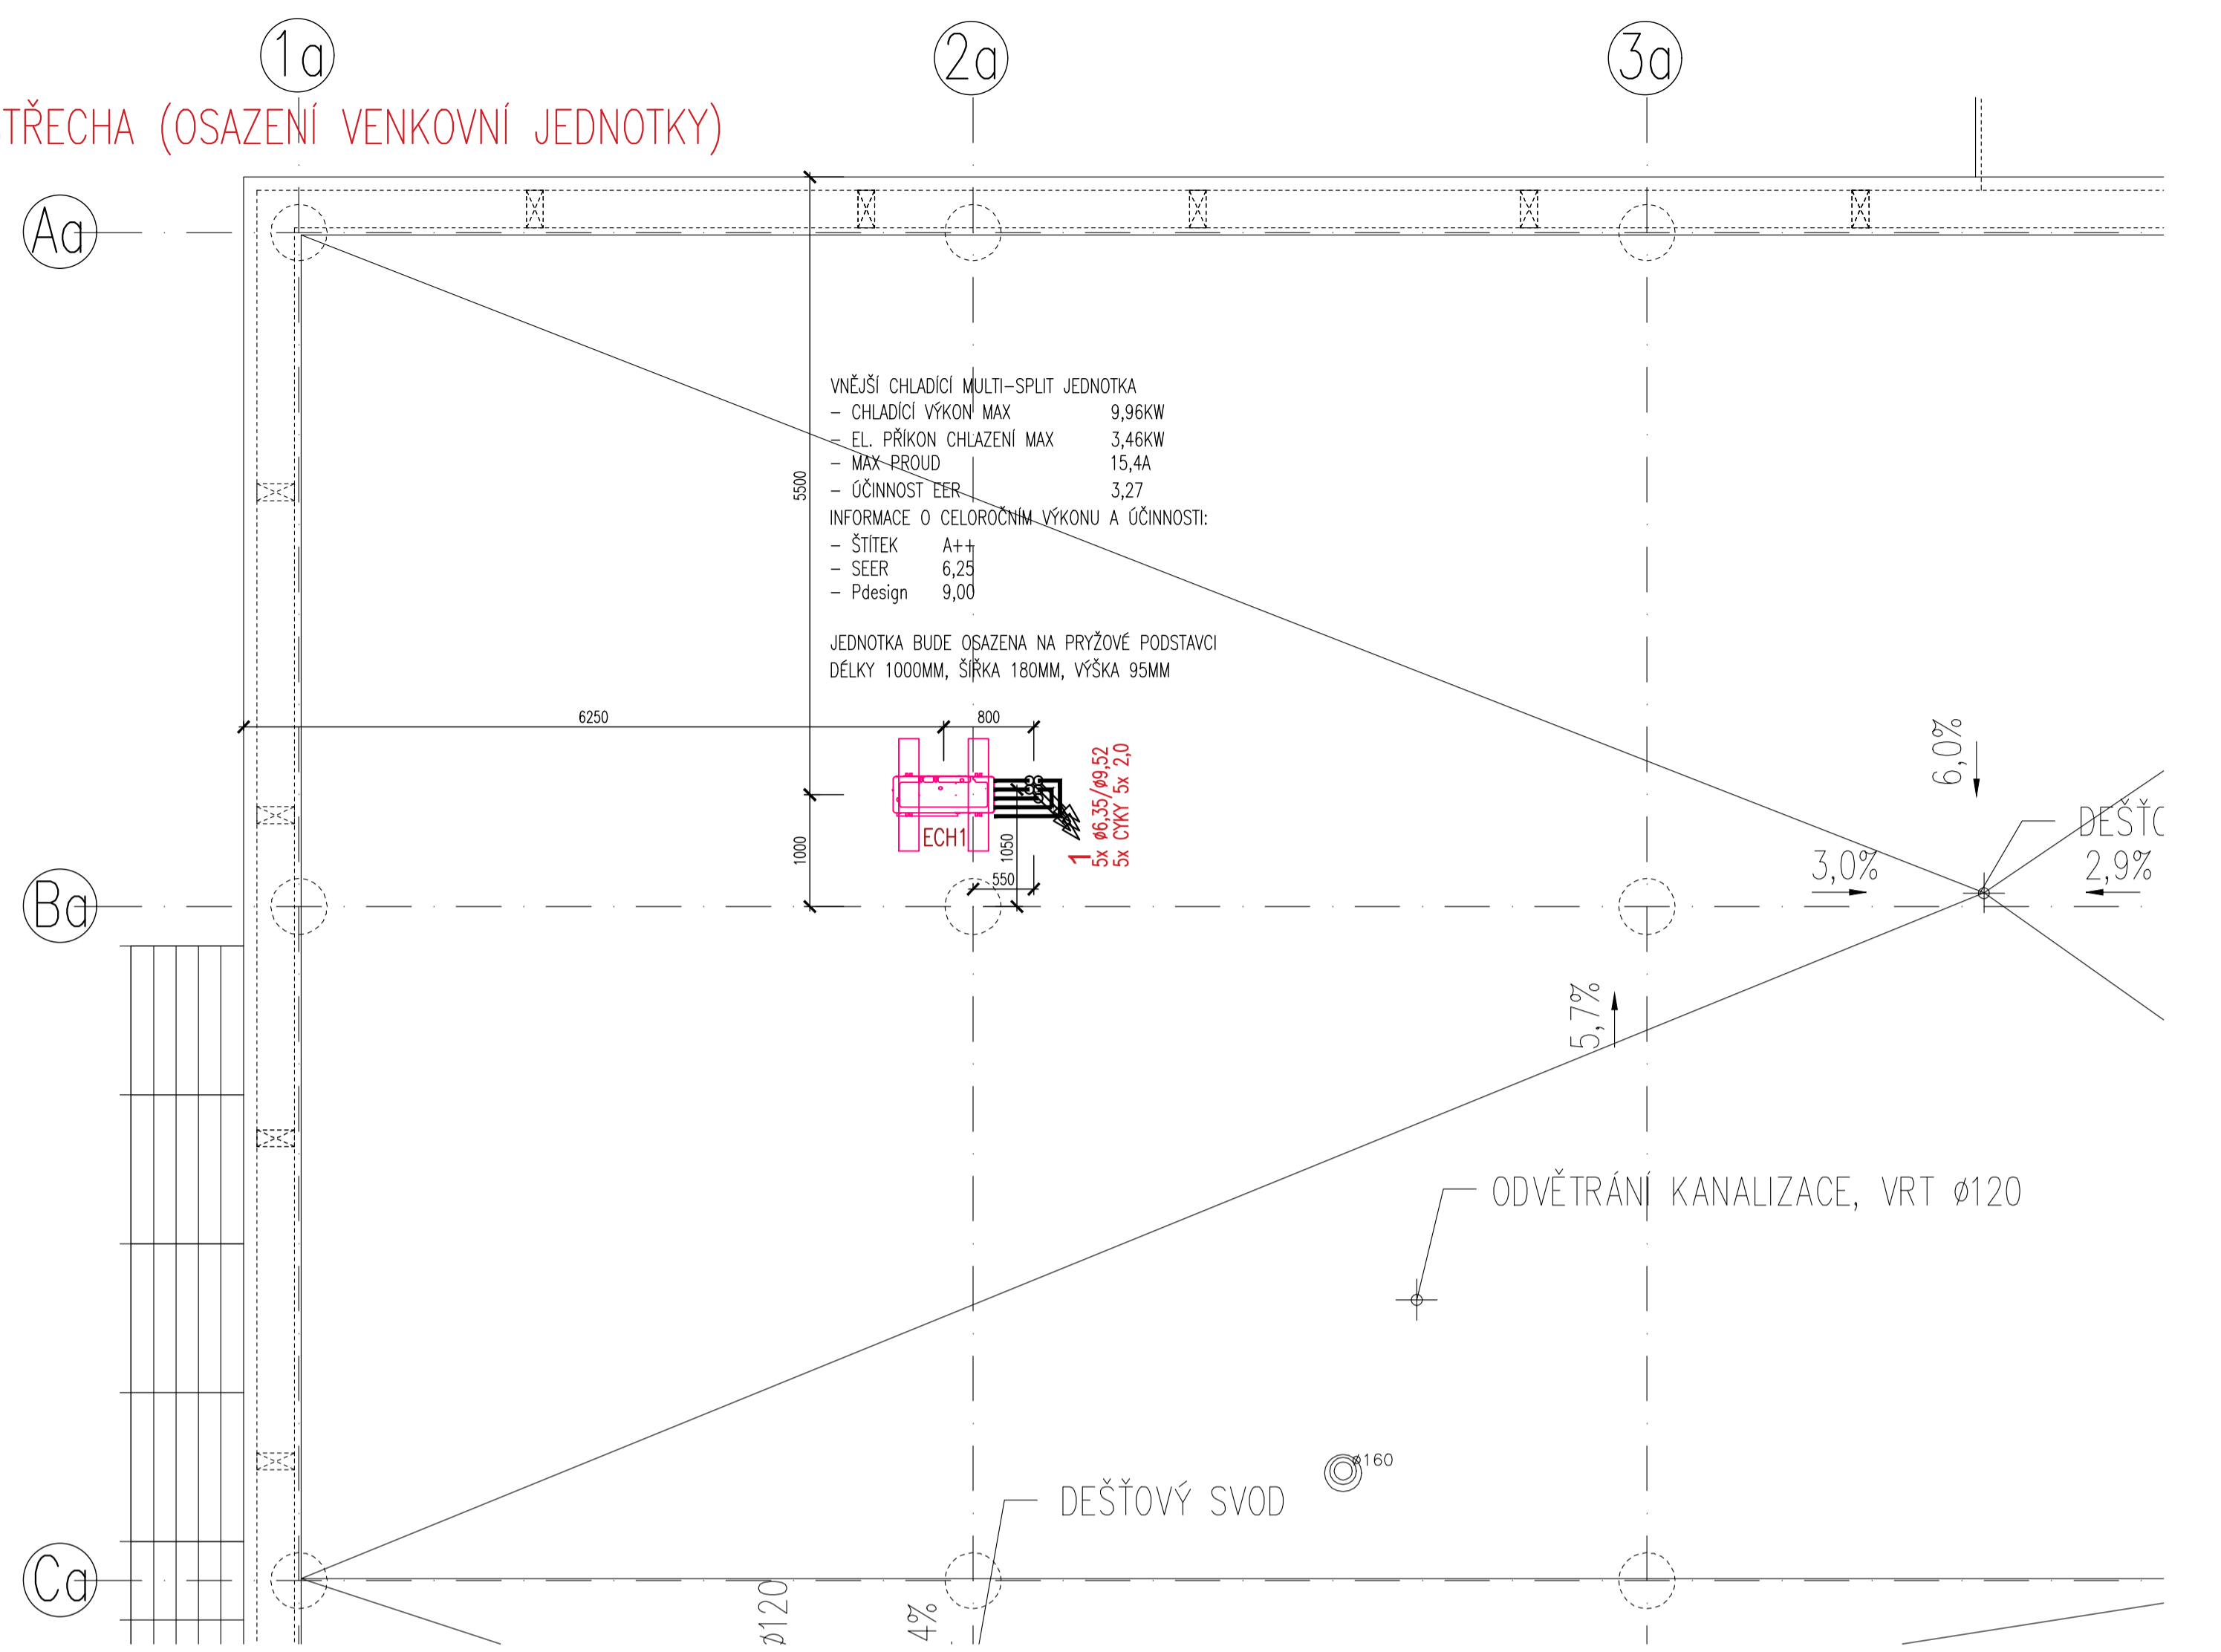 1a
2a
3a
TŘECHA (OSAZENÍ VENKOVNÍ JEDNOTKY)
Aa
VNĚJŠÍ CHLADÍCÍ MULTI-SPLIT JEDNOTKA
- CHLADÍCÍ VÝKON MAX 9,96KW
- EL. PŘÍKON CHLAZENÍ MAX 3,46KW
- MAX PROUD 15,4A
- ÚČINNOST EER 3,27
INFORMACE O CELOROČNÍM VÝKONU A ÚČINNOSTI:
- ŠTÍTEK A++
- SEER 6,25
- Pdesign 9,00
JEDNOTKA BUDE OSAZENA NA PRYŽOVÉ PODSTAVCI
DÉLKY 1000MM, ŠÍŘKA 180MM, VÝŠKA 95MM
5500
6250
800
1000
ECH1
1050
550
1
5x ø6,35/ø9,52
5x CYKY 5x 2,0
6,0%
DEŠŤO
3,0%
2,9%
Ba
5,7%
ODVĚTRÁNÍ KANALIZACE, VRT ø120
ø160
DEŠŤOVÝ SVOD
Ca
ø120
4%